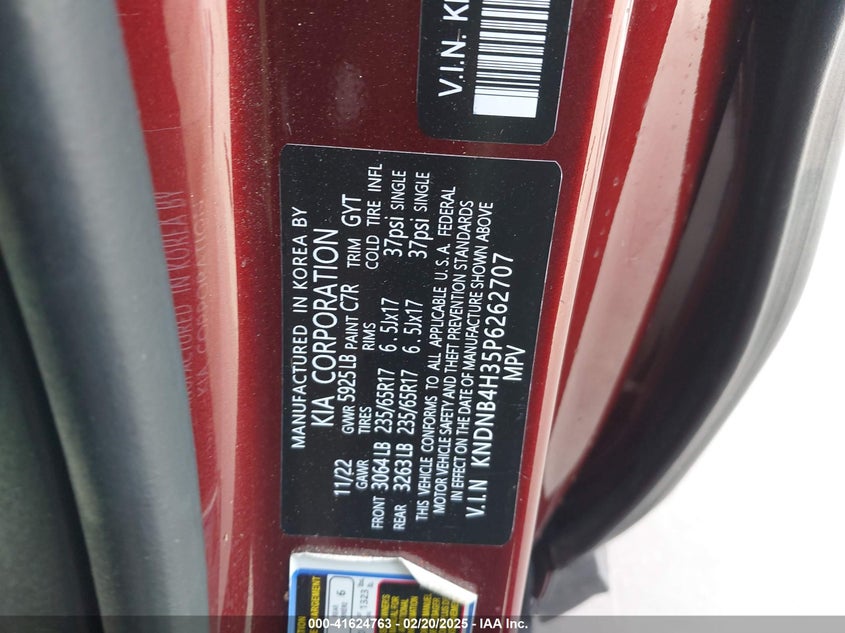 V.I.N. K
MANUFACTURED IN KOREA BY
KIA CORPORATION
11/22 GVWR 5925LB PAINT C7R TRIM GYT
GAWR TIRES RIMS COLD TIRE INFL
FRONT 3064LB 235/65R17 6.5Jx17 37psi SINGLE
REAR 3263LB 235/65R17 6.5Jx17 37psi SINGLE
THIS VEHICLE CONFORMS TO ALL APPLICABLE U.S.A. FEDERAL
MOTOR VEHICLE SAFETY AND THEFT PREVENTION STANDARDS
IN EFFECT ON THE DATE OF MANUFACTURE SHOWN ABOVE
V.I.N KNDNB4H35P6262707
MPV
6
1323
000-41624763 - 02/20/2025 - IAA Inc.